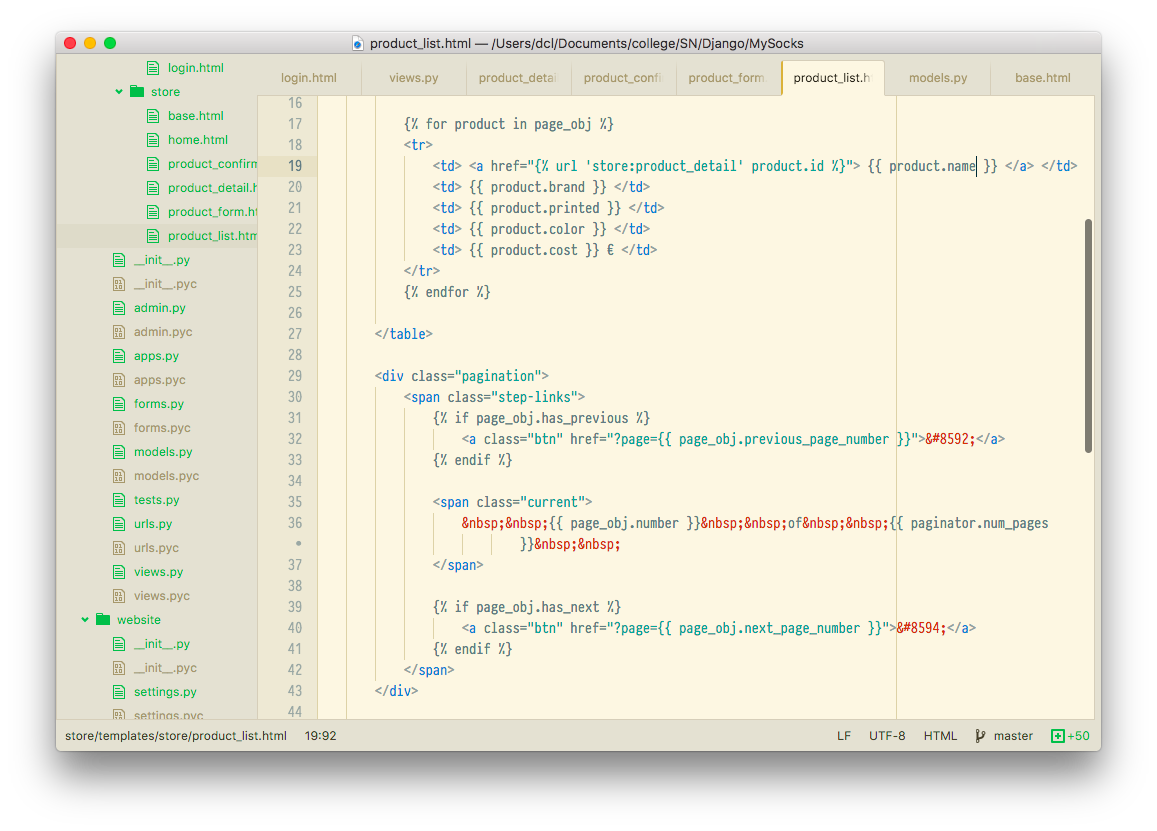 product_list.html — /Users/dcl/Documents/college/SN/Django/MySocks
login.html
store
base.html
home.html
product_confirm
product_detail.h
product_form.ht
product_list.htm
__init__.py
__init__.pyc
admin.py
admin.pyc
apps.py
apps.pyc
forms.py
forms.pyc
models.py
models.pyc
tests.py
urls.py
urls.pyc
views.py
views.pyc
website
__init__.py
__init__.pyc
settings.py
settings.pyc
login.html views.py product_detai product_confi product_form. product_list.h models.py base.html
16
17 {% for product in page_obj %}
18 <tr>
19 <td> <a href="{% url 'store:product_detail' product.id %}"> {{ product.name }} </a> </td>
20 <td> {{ product.brand }} </td>
21 <td> {{ product.printed }} </td>
22 <td> {{ product.color }} </td>
23 <td> {{ product.cost }} € </td>
24 </tr>
25 {% endfor %}
26
27 </table>
28
29 <div class="pagination">
30 <span class="step-links">
31 {% if page_obj.has_previous %}
32 <a class="btn" href="?page={{ page_obj.previous_page_number }}">&#8592;</a>
33 {% endif %}
34
35 <span class="current">
36 &nbsp;&nbsp;{{ page_obj.number }}&nbsp;&nbsp;of&nbsp;&nbsp;{{ paginator.num_pages
• }}&nbsp;&nbsp;
37 </span>
38
39 {% if page_obj.has_next %}
40 <a class="btn" href="?page={{ page_obj.next_page_number }}">&#8594;</a>
41 {% endif %}
42 </span>
43 </div>
44
store/templates/store/product_list.html 19:92 LF UTF-8 HTML master +50